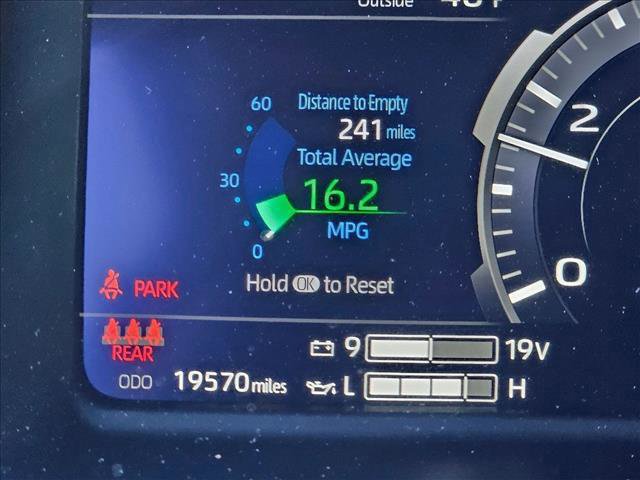 Outside
60
Distance to Empty
241 miles
Total Average
2
30
16.2
MPG
0
0
Hold OK to Reset
PARK
REAR
9 19V
ODO 19570 miles
L H